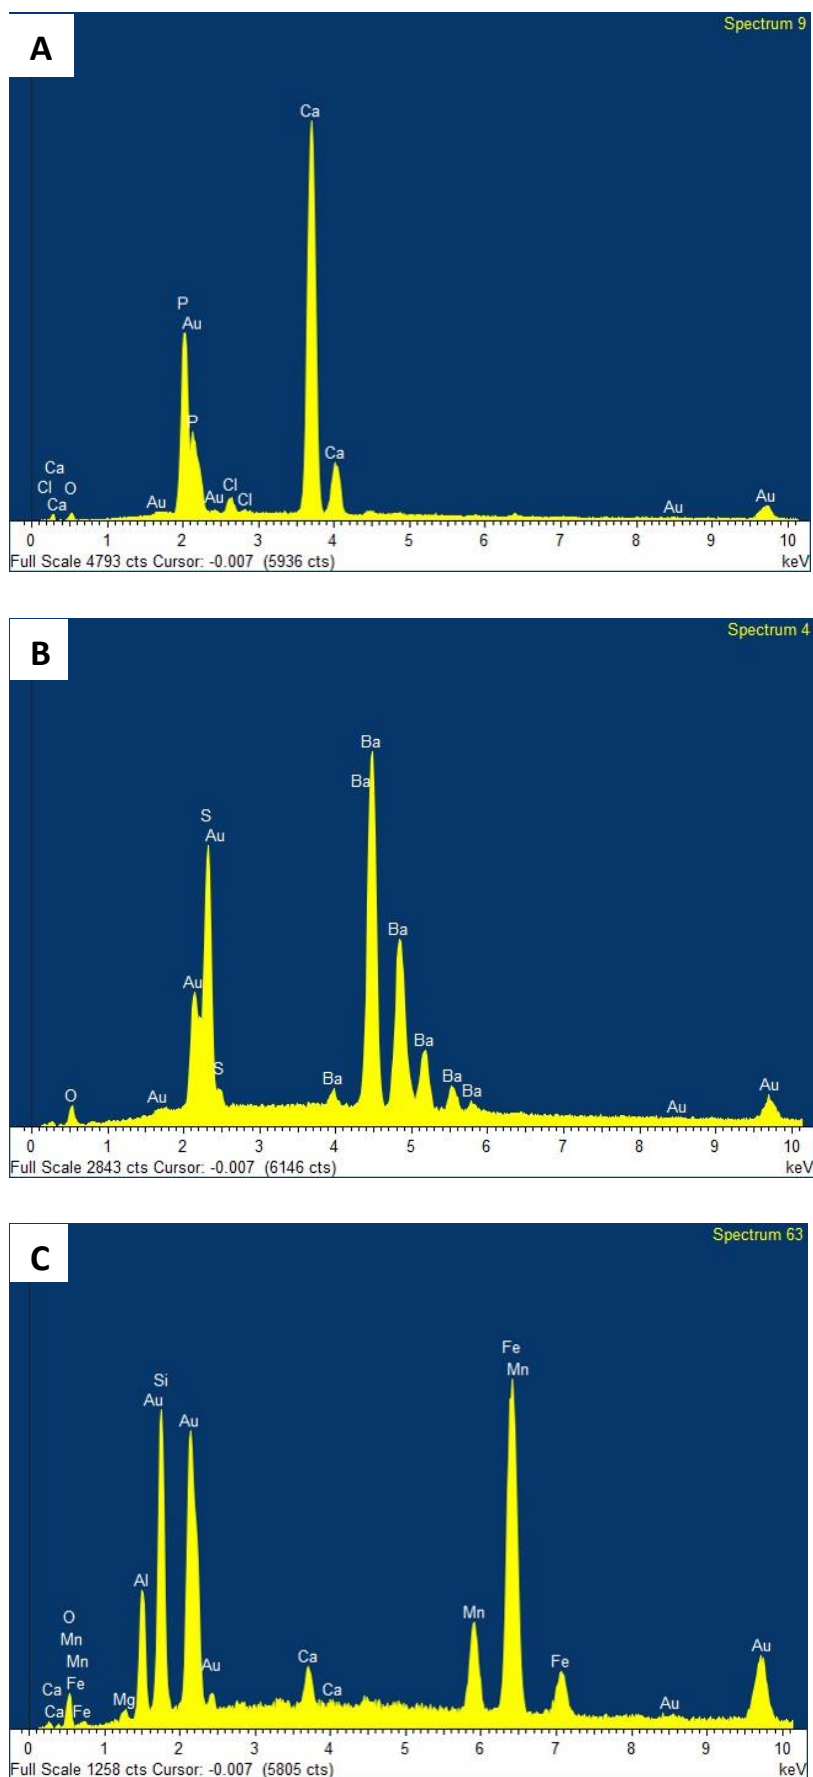 A
Spectrum 9
Ca
P
Au
P
Ca
Ca
Cl O
Ca
Au
Au
Cl
Cl
Au
Au
0 1 2 3 4 5 6 7 8 9 10
Full Scale 4793 cts Cursor: -0.007 (5936 cts) keV
B
Spectrum 4
Ba
Ba
S
Au
Ba
Au
Ba
S
Ba
Ba
Ba
O
Au
Au
Au
0 1 2 3 4 5 6 7 8 9 10
Full Scale 2843 cts Cursor: -0.007 (6146 cts) keV
C
Spectrum 63
Fe
Mn
Si
Au
Au
Al
O
Mn
Mn
Fe
Ca
Ca Fe
Mg
Au
Ca
Ca
Mn
Fe
Au
Au
0 1 2 3 4 5 6 7 8 9 10
Full Scale 1258 cts Cursor: -0.007 (5805 cts) keV